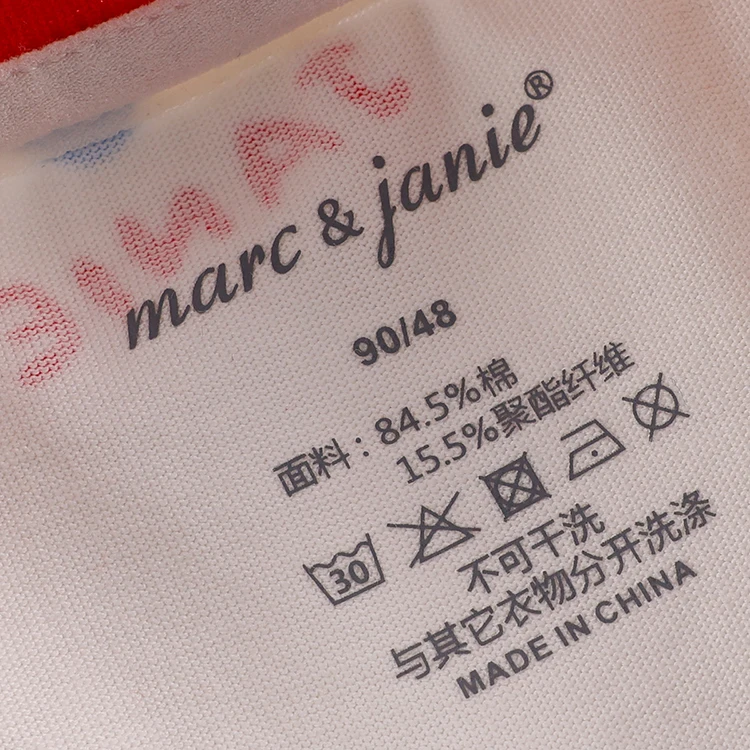 marc & janie®
90/48
面料：84.5%棉
15.5%聚酯纤维
30
不可干洗
与其它衣物分开洗涤
MADE IN CHINA